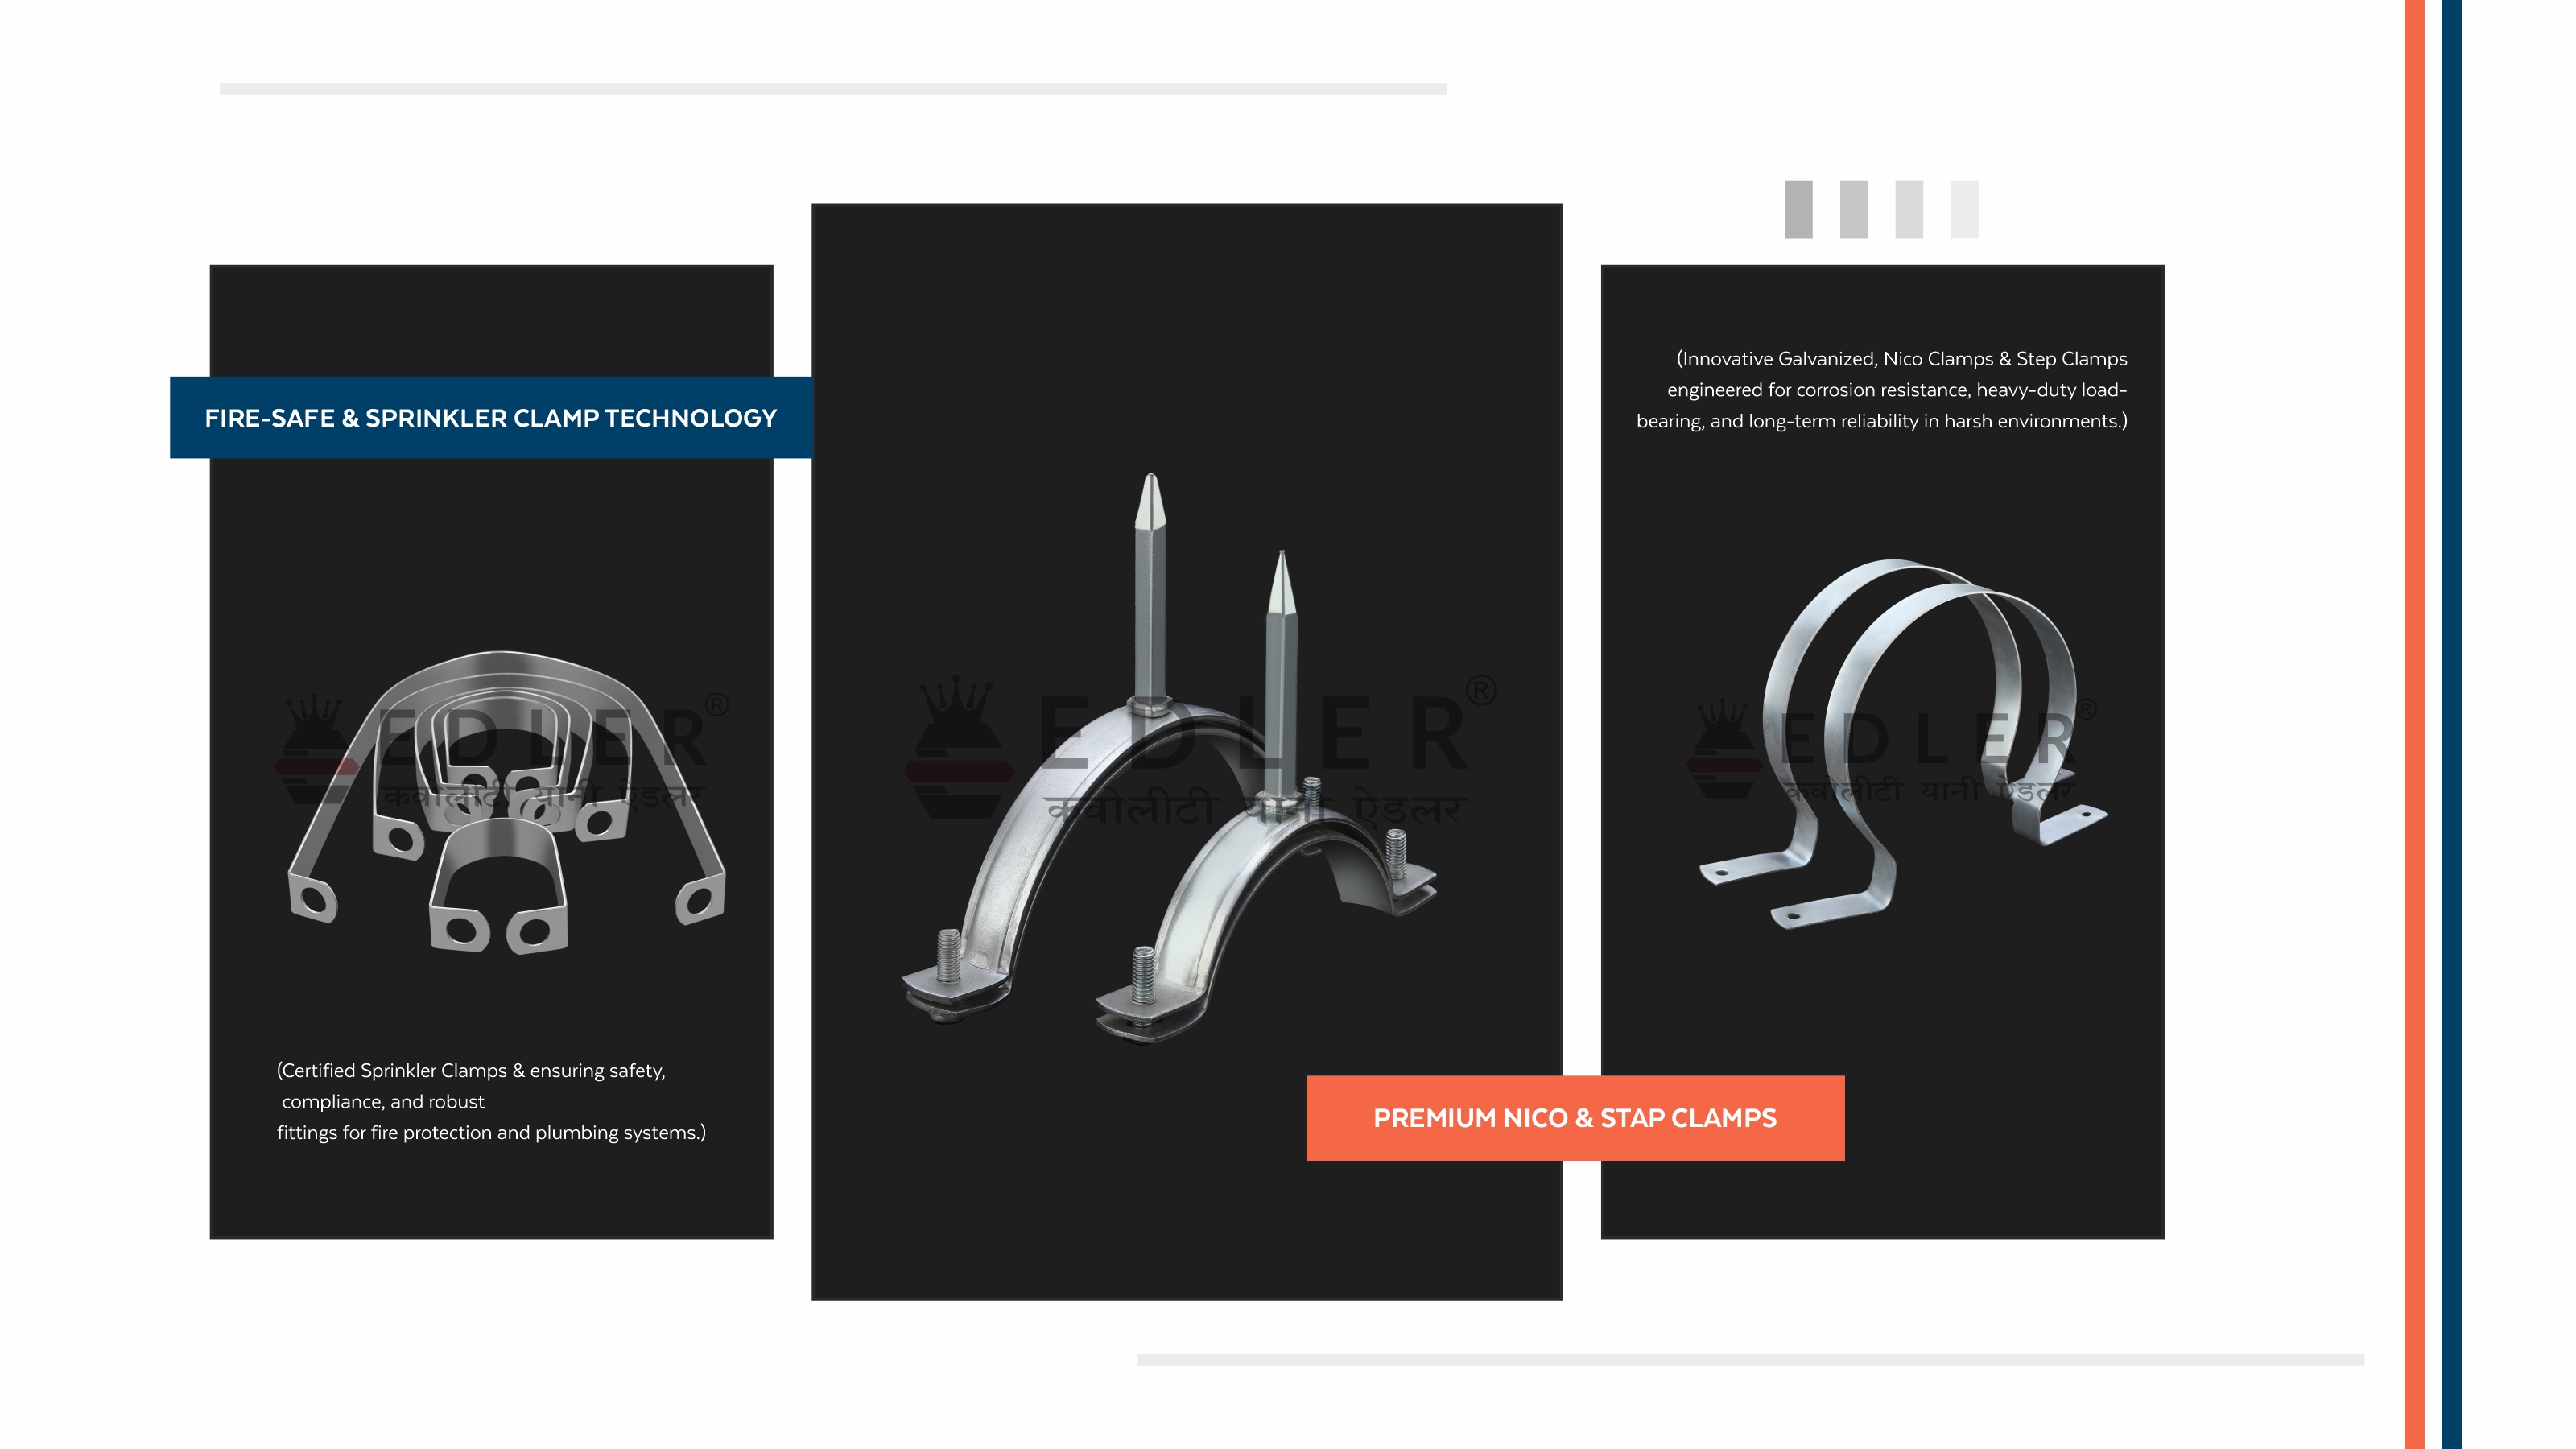 FIRE-SAFE & SPRINKLER CLAMP TECHNOLOGY
EDLER®
क्वालीटी यानी ऐडलर
(Certified Sprinkler Clamps & ensuring safety,
compliance, and robust
fittings for fire protection and plumbing systems.)
EDLER®
क्वालीटी यानी ऐडलर
PREMIUM NICO & STAP CLAMPS
(Innovative Galvanized, Nico Clamps & Step Clamps
engineered for corrosion resistance, heavy-duty load-
bearing, and long-term reliability in harsh environments.)
EDLER®
क्वालीटी यानी ऐडलर